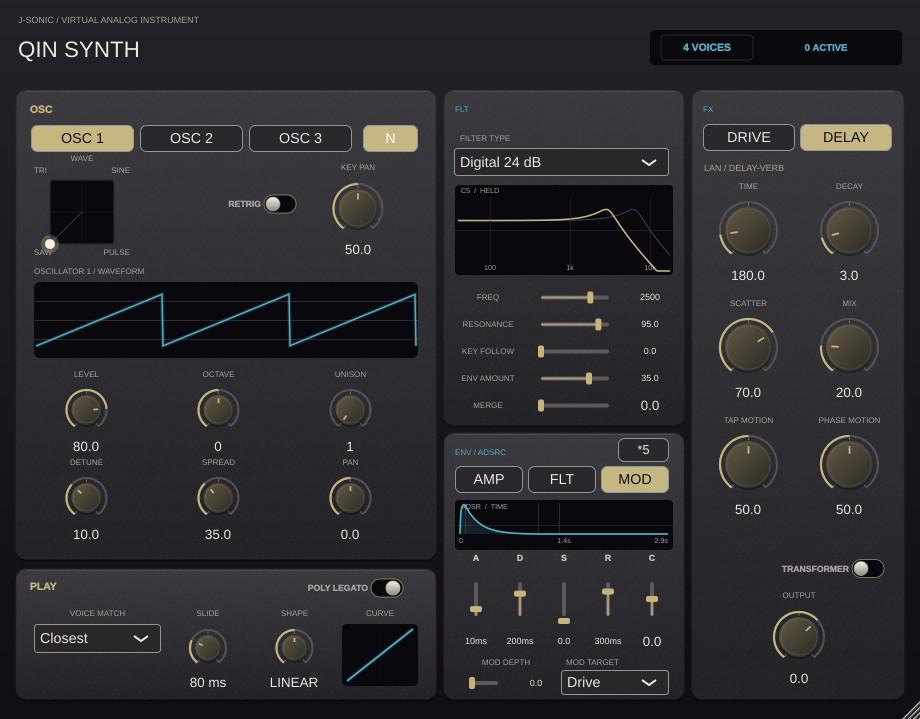 J-SONIC / VIRTUAL ANALOG INSTRUMENT
QIN SYNTH
4 VOICES
0 ACTIVE
OSC
OSC 1
OSC 2
OSC 3
N
WAVE
TRI
SINE
SAW
PULSE
RETRIG
KEY PAN
50.0
OSCILLATOR 1 / WAVEFORM
LEVEL
OCTAVE
UNISON
80.0
0
1
DETUNE
SPREAD
PAN
10.0
35.0
0.0
PLAY
POLY LEGATO
VOICE MATCH
SLIDE
SHAPE
CURVE
Closest
80 ms
LINEAR
FLT
FILTER TYPE
Digital 24 dB
C5 / HELD
100
1k
10k
FREQ
2500
RESONANCE
95.0
KEY FOLLOW
0.0
ENV AMOUNT
35.0
MERGE
0.0
ENV / ADSRC
*5
AMP
FLT
MOD
ADSR / TIME
0
1.4s
2.9s
A
D
S
R
C
10ms
200ms
0.0
300ms
0.0
MOD DEPTH
MOD TARGET
0.0
Drive
FX
DRIVE
DELAY
LAN / DELAY-VERB
TIME
DECAY
180.0
3.0
SCATTER
MIX
70.0
20.0
TAP MOTION
PHASE MOTION
50.0
50.0
TRANSFORMER
OUTPUT
0.0